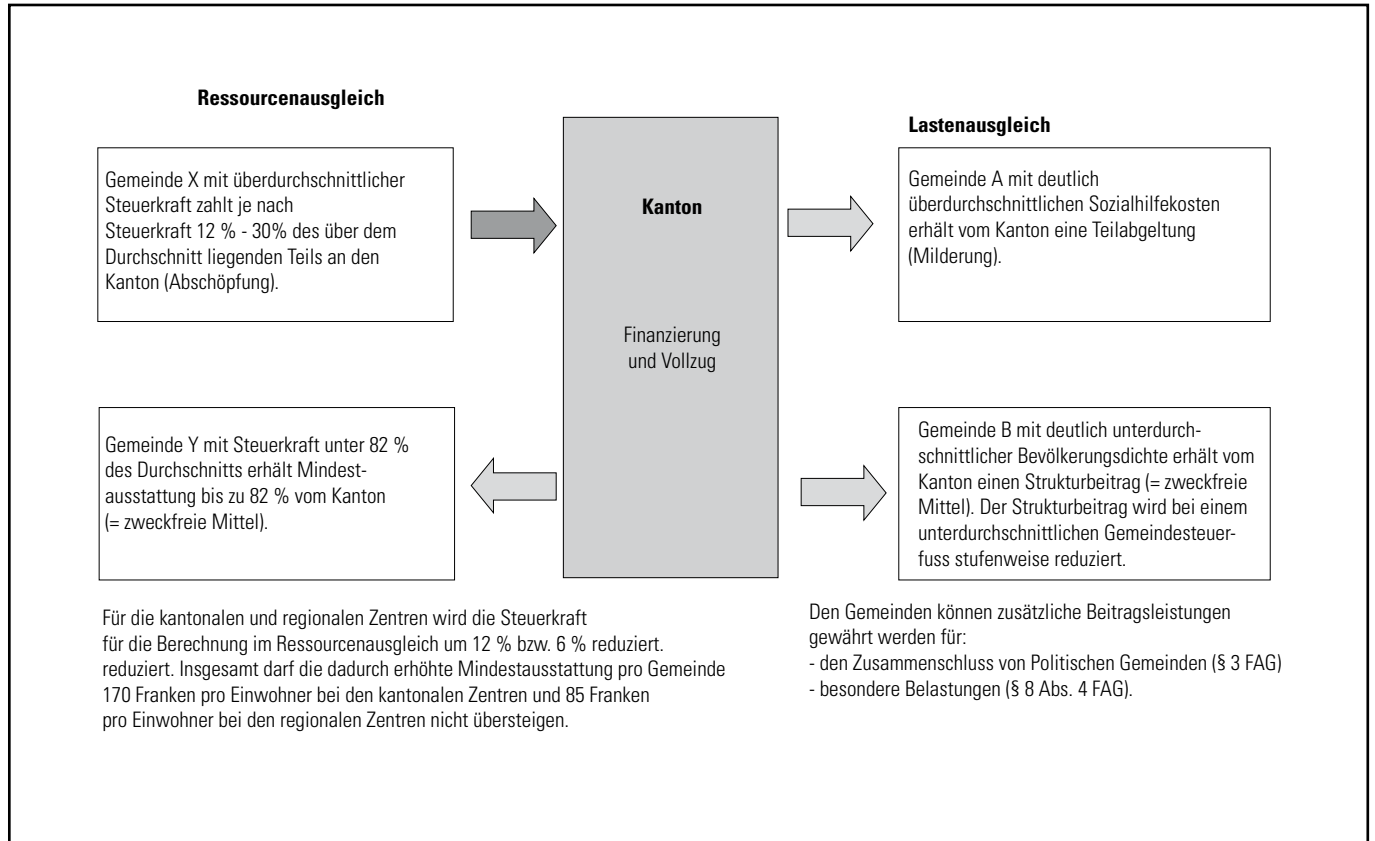 Ressourcenausgleich
Gemeinde X mit überdurchschnittlicher
Steuerkraft zahlt je nach
Steuerkraft 12 % - 30% des über dem
Durchschnitt liegenden Teils an den
Kanton (Abschöpfung).
Gemeinde Y mit Steuerkraft unter 82 %
des Durchschnitts erhält Mindest-
ausstattung bis zu 82 % vom Kanton
(= zweckfreie Mittel).
Für die kantonalen und regionalen Zentren wird die Steuerkraft
für die Berechnung im Ressourcenausgleich um 12 % bzw. 6 % reduziert.
reduziert. Insgesamt darf die dadurch erhöhte Mindestausstattung pro Gemeinde
170 Franken pro Einwohner bei den kantonalen Zentren und 85 Franken
pro Einwohner bei den regionalen Zentren nicht übersteigen.
Kanton
Finanzierung
und Vollzug
Lastenausgleich
Gemeinde A mit deutlich
überdurchschnittlichen Sozialhilfekosten
erhält vom Kanton eine Teilabgeltung
(Milderung).
Gemeinde B mit deutlich unterdurch-
schnittlicher Bevölkerungsdichte erhält vom
Kanton einen Strukturbeitrag (= zweckfreie
Mittel). Der Strukturbeitrag wird bei einem
unterdurchschnittlichen Gemeindesteuer-
fuss stufenweise reduziert.
Den Gemeinden können zusätzliche Beitragsleistungen
gewährt werden für:
- den Zusammenschluss von Politischen Gemeinden (§ 3 FAG)
- besondere Belastungen (§ 8 Abs. 4 FAG).